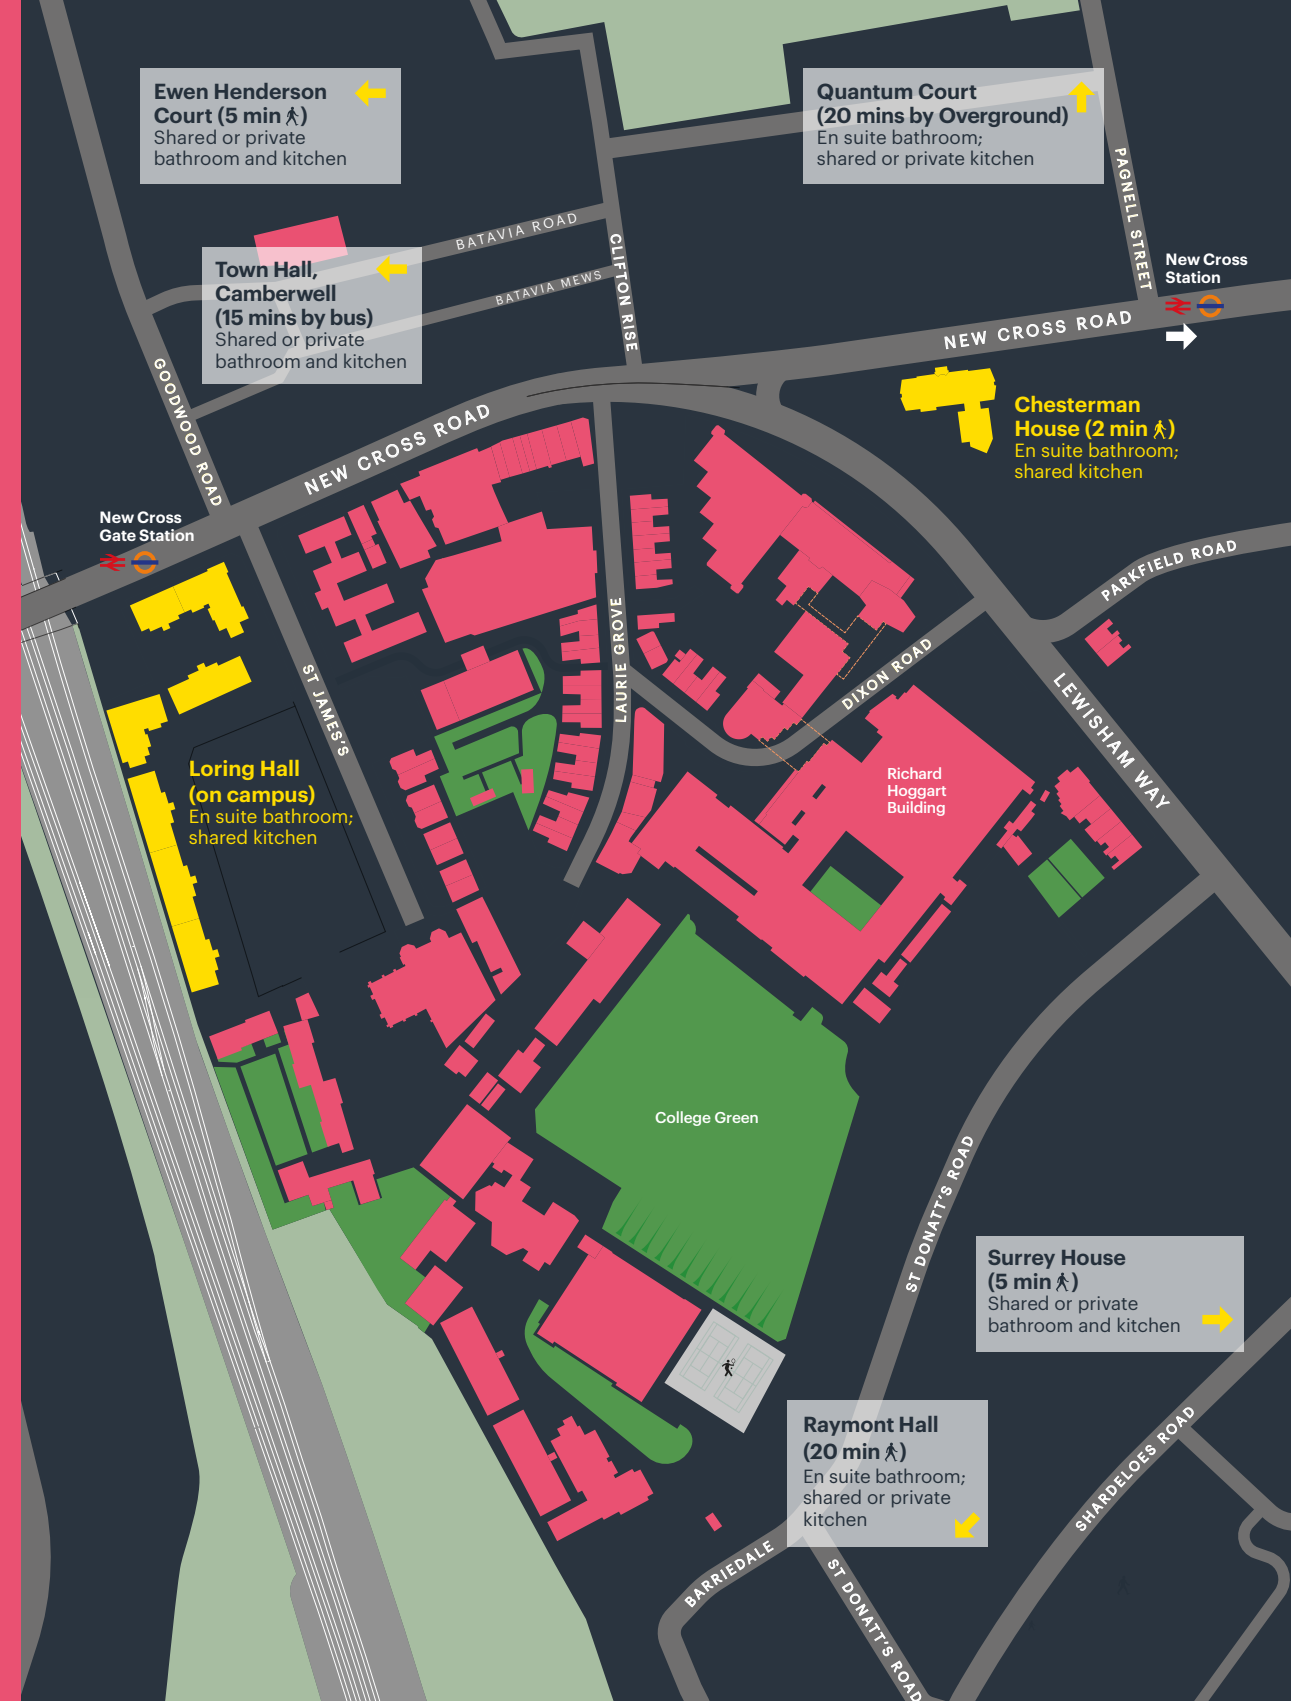 Ewen Henderson
Court (5 min)
Shared or private
bathroom and kitchen
Quantum Court
(20 mins by Overground)
En suite bathroom;
shared or private kitchen
PAGNELL STREET
BATAVIA ROAD
CLIFTON RISE
Town Hall,
Camberwell
(15 mins by bus)
Shared or private
bathroom and kitchen
BATAVIA MEWS
New Cross
Station
NEW CROSS ROAD
GOODWOOD ROAD
NEW CROSS ROAD
Chesterman
House (2 min)
En suite bathroom;
shared kitchen
New Cross
Gate Station
PARKFIELD ROAD
LAURIE GROVE
ST JAMES'S
DIXON ROAD
LEWISHAM WAY
Loring Hall
(on campus)
En suite bathroom;
shared kitchen
Richard
Hoggart
Building
College Green
ST DONATT'S ROAD
Surrey House
(5 min)
Shared or private
bathroom and kitchen
Raymont Hall
(20 min)
En suite bathroom;
shared or private
kitchen
SHARDELOES ROAD
BARRIEDALE
ST DONATT'S ROAD